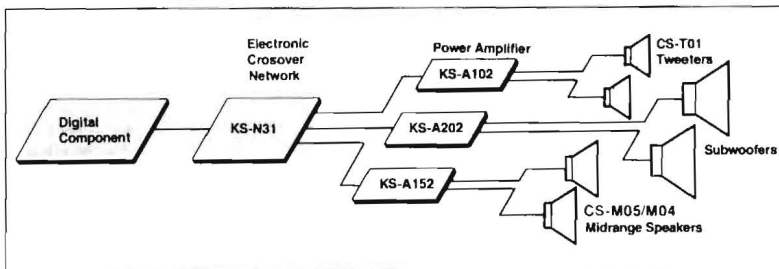 Electronic
Crossover
Network
Power Amplifier
CS-T01
Tweeters
KS-A102
Digital
Component
KS-N31
KS-A202
Subwoofers
KS-A152
CS-M05/M04
Midrange Speakers